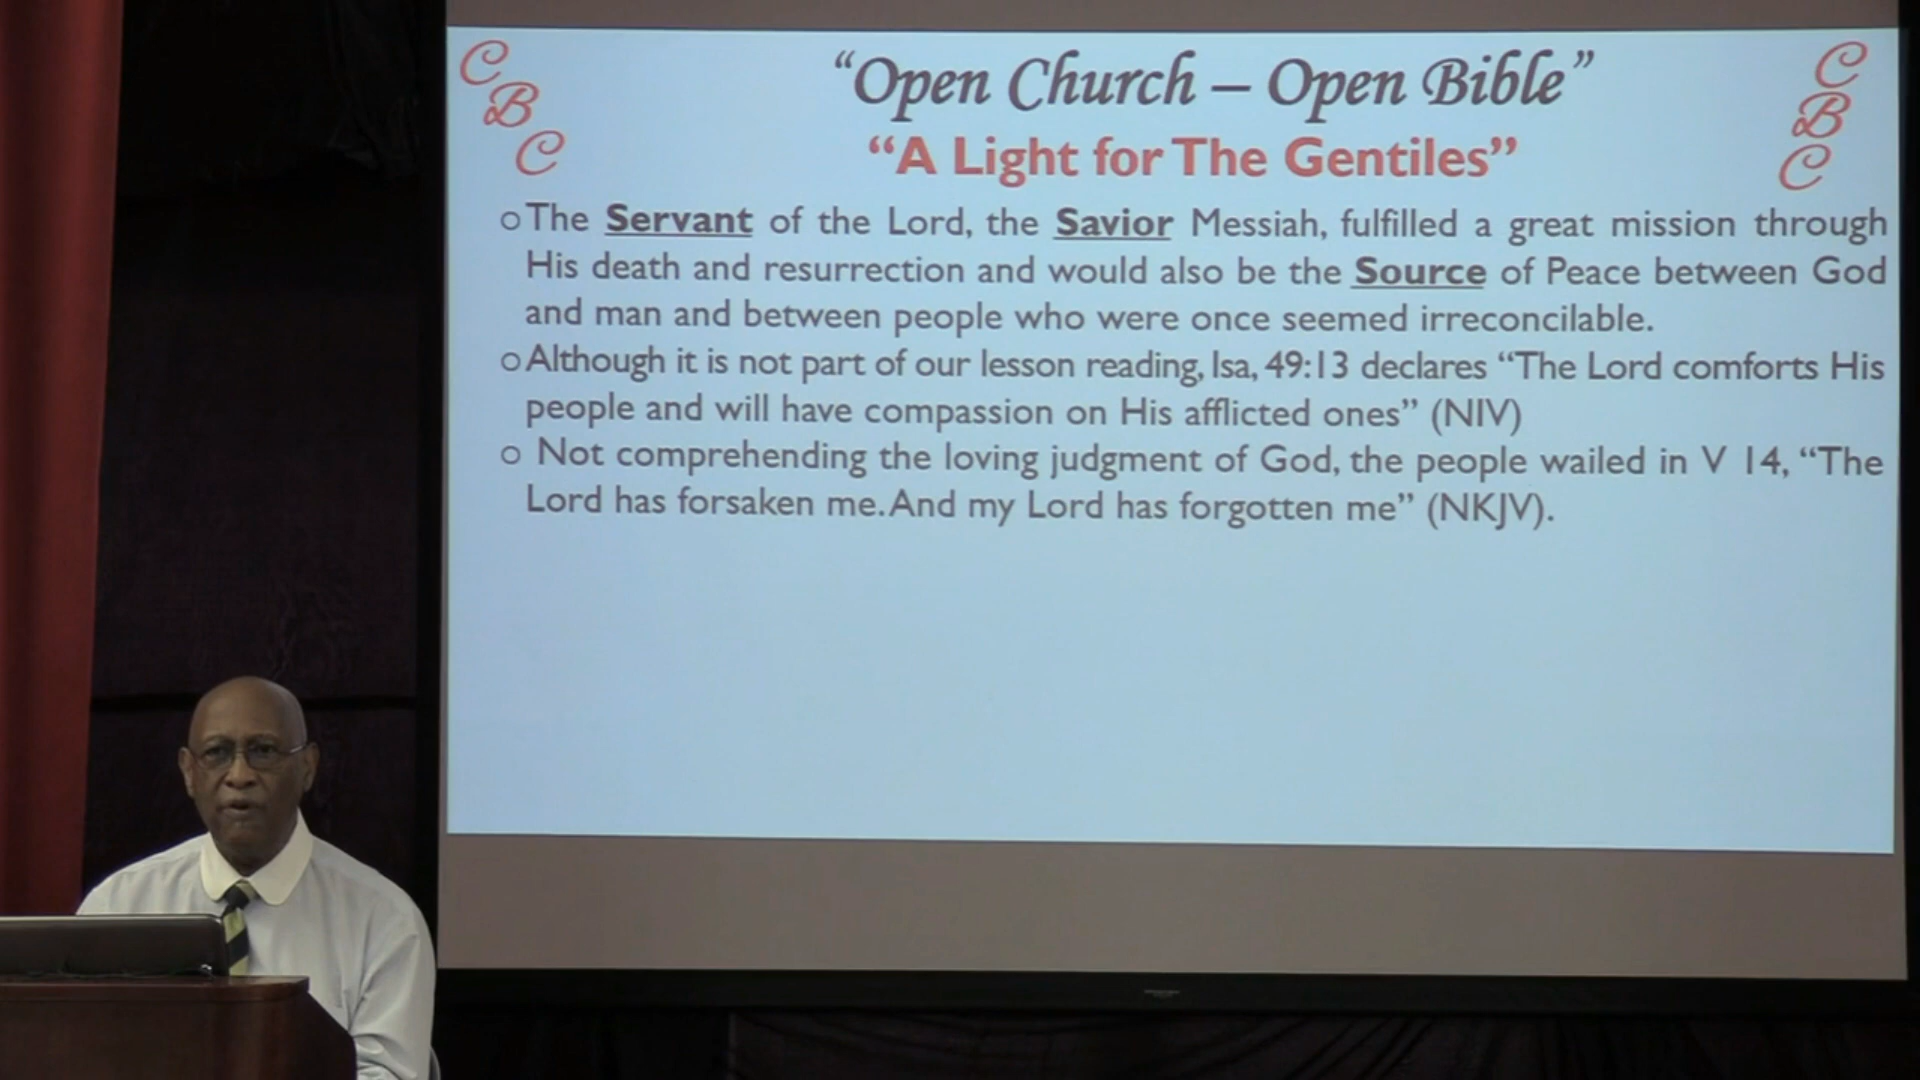 C B C
“Open Church – Open Bible”
C B C
“A Light for The Gentiles”
The Servant of the Lord, the Savior Messiah, fulfilled a great mission through
His death and resurrection and would also be the Source of Peace between God
and man and between people who were once seemed irreconcilable.
Although it is not part of our lesson reading, Isa, 49:13 declares “The Lord comforts His
people and will have compassion on His afflicted ones” (NIV)
Not comprehending the loving judgment of God, the people wailed in V 14, “The
Lord has forsaken me. And my Lord has forgotten me” (NKJV).